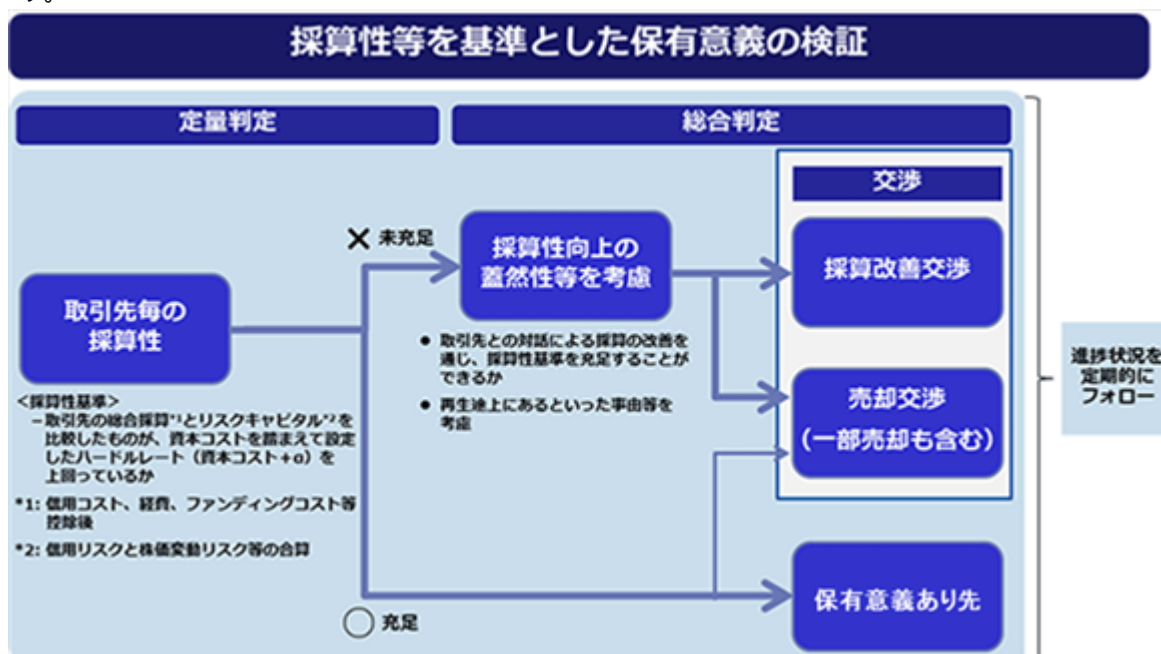 す。
採算性等を基準とした保有意義の検証
定量判定
総合判定
交渉
✕ 未充足
採算性向上の
蓋然性等を考慮
採算改善交渉
取引先毎の
採算性
● 取引先との対話による採算の改善を
通じ、採算性基準を充足することが
できるか
● 再生途上にあるといった事由等を
考慮
売却交渉
(一部売却も含む)
進捗状況を
定期的に
フォロー
<採算性基準>
－取引先の総合採算*1とリスクキャピタル*2を
比較したものが、資本コストを踏まえて設定
したハードルレート（資本コスト+α）を
上回っているか
*1: 信用コスト、経費、ファンディングコスト等
控除後
*2: 信用リスクと株価変動リスク等の合算
保有意義あり先
○ 充足